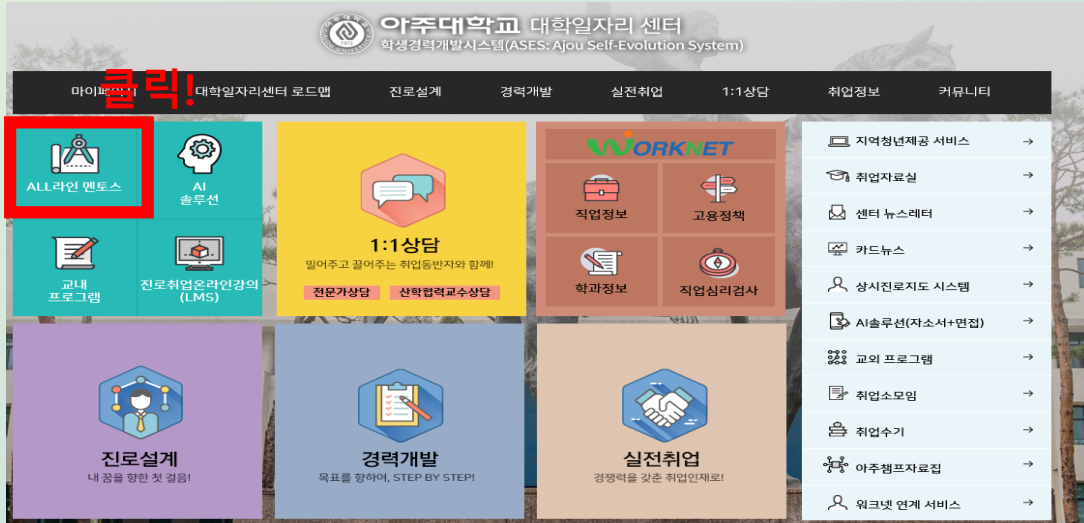 아주대학교 대학일자리 센터
학생경력개발시스템(ASES: Ajou Self-Evolution System)
클릭!
마이페이지 대학일자리센터 로드맵 진로설계 경력개발 실전취업 1:1상담 취업정보 커뮤니티
ALL라인 멘토스
AI
솔루션
교내
프로그램
진로취업온라인강의
(LMS)
1:1상담
밀어주고 끌어주는 취업동반자와 함께!
전문가상담 산학협력교수상담
WORKNET
직업정보 고용정책
학과정보 직업심리검사
지역청년제공 서비스 →
취업자료실 →
센터 뉴스레터 →
카드뉴스 →
상시진로지도 시스템 →
AI솔루션(자소서+면접) →
교외 프로그램 →
취업소모임 →
취업수기 →
아주챔프자료집 →
워크넷 연계 서비스 →
진로설계
내 꿈을 향한 첫 걸음!
경력개발
목표를 향하여, STEP BY STEP!
실전취업
경쟁력을 갖춘 취업인재로!